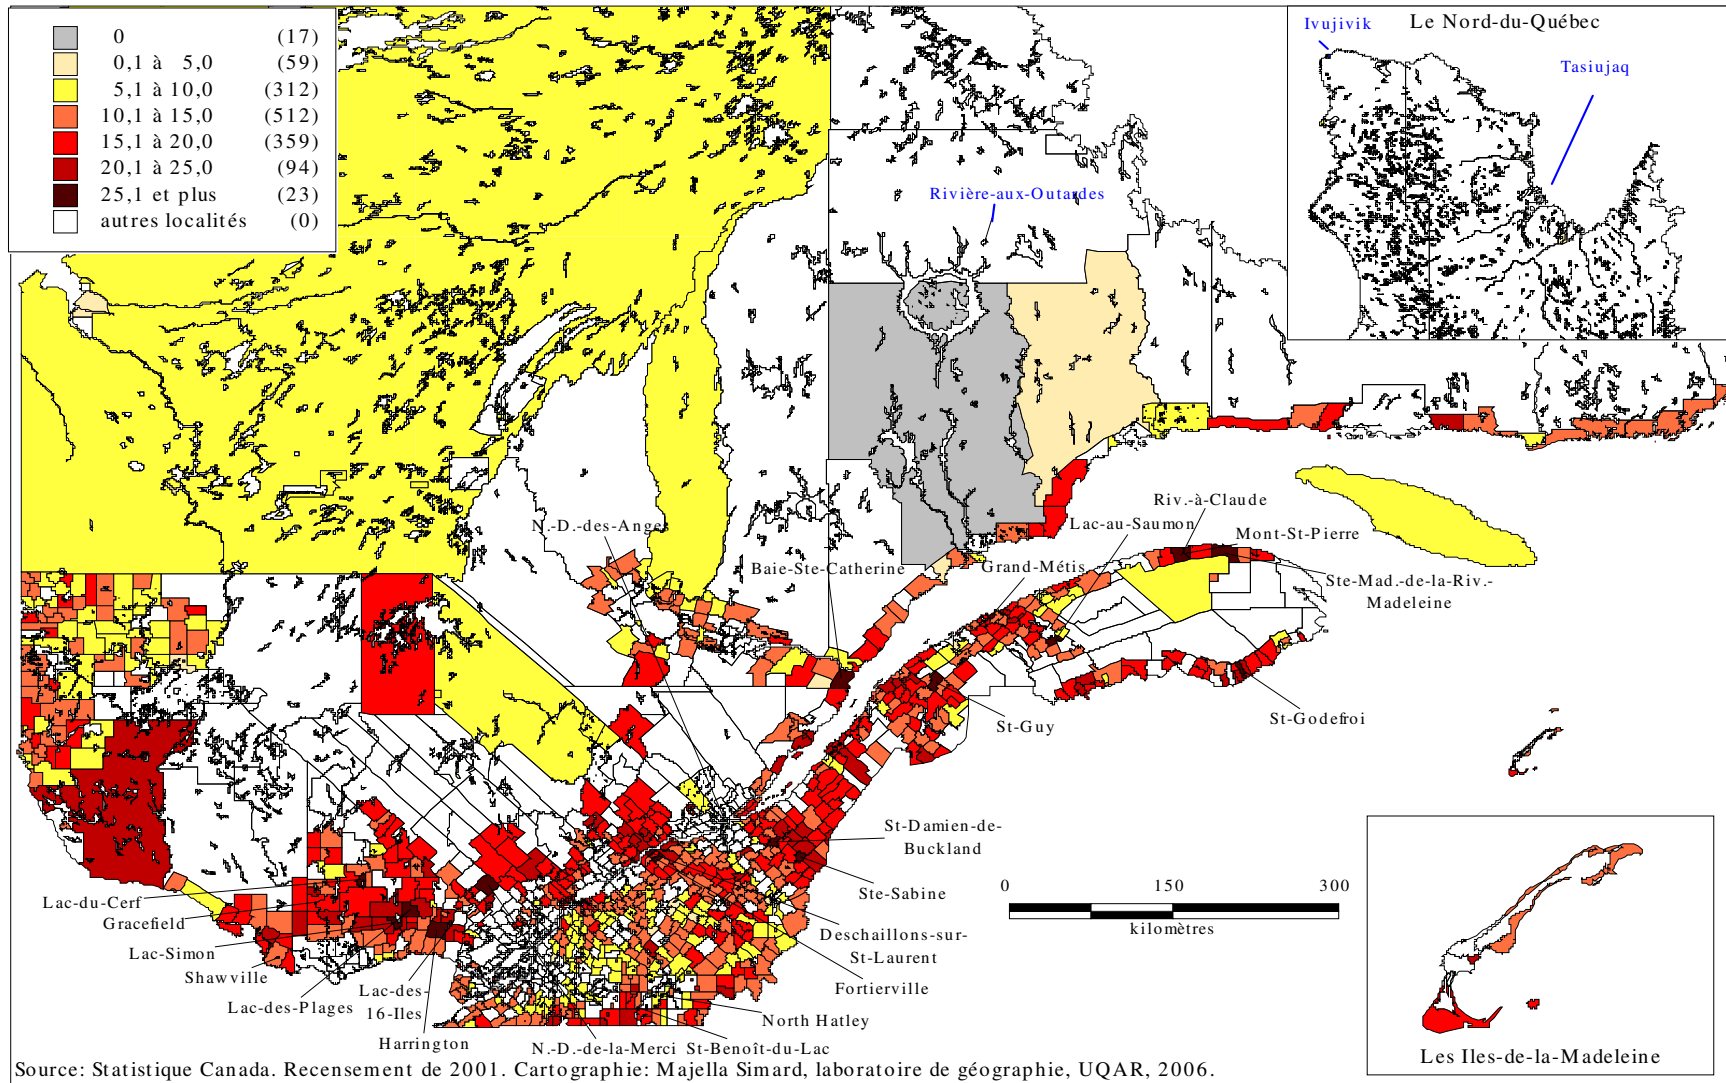 0 (17)
0,1 à 5,0 (59)
5,1 à 10,0 (312)
10,1 à 15,0 (512)
15,1 à 20,0 (359)
20,1 à 25,0 (94)
25,1 et plus (23)
autres localités (0)
Le Nord-du-Québec
Ivujivik
Tasiujaq
Rivière-aux-Outardes
N.-D.-des-Anges
Baie-Ste-Catherine
Riv.-à-Claude
Lac-au-Saumon
Mont-St-Pierre
Grand-Métis
Ste-Mad.-de-la-Riv.-
Madeleine
St-Godefroi
St-Guy
St-Damien-de-
Buckland
Ste-Sabine
Deschaillons-sur-
St-Laurent
Fortierville
North Hatley
St-Benoît-du-Lac
N.-D.-de-la-Merci
Harrington
Lac-des-
16-Iles
Lac-des-Plages
Shawville
Lac-Simon
Gracefield
Lac-du-Cerf
0 150 300
kilomètres
Les Iles-de-la-Madeleine
Source: Statistique Canada. Recensement de 2001. Cartographie: Majella Simard, laboratoire de géographie, UQAR, 2006.